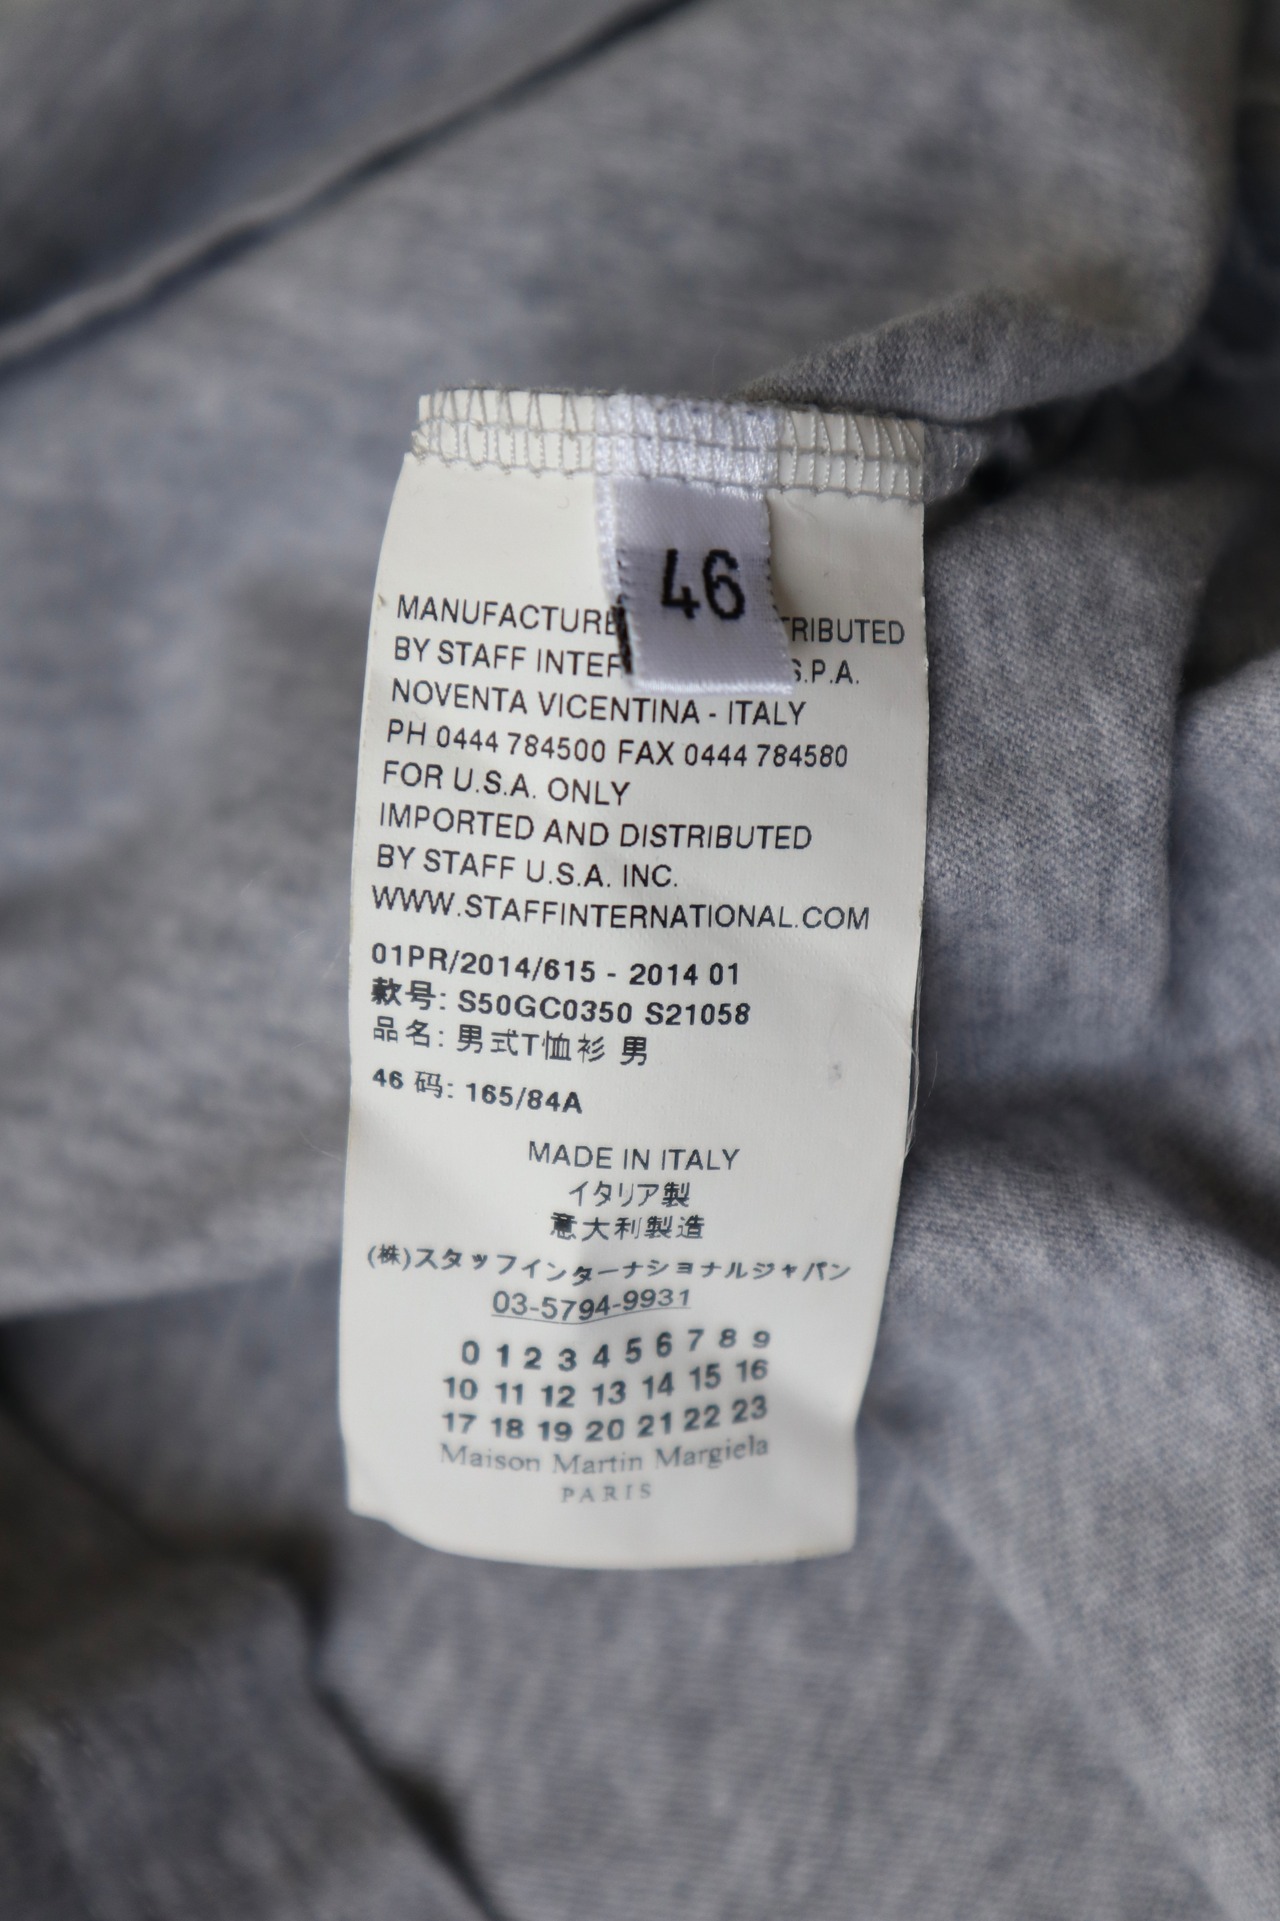 46
MANUFACTURE TRIBUTED
BY STAFF INTER S.P.A.
NOVENTA VICENTINA - ITALY
PH 0444 784500 FAX 0444 784580
FOR U.S.A. ONLY
IMPORTED AND DISTRIBUTED
BY STAFF U.S.A. INC.
WWW.STAFFINTERNATIONAL.COM
01PR/2014/615 - 2014 01
款号: S50GC0350 S21058
品名: 男式T恤衫 男
46 码: 165/84A
MADE IN ITALY
イタリア製
意大利製造
(株)スタッフインターナショナルジャパン
03-5794-9931
0 1 2 3 4 5 6 7 8 9
10 11 12 13 14 15 16
17 18 19 20 21 22 23
Maison Martin Margiela
PARIS